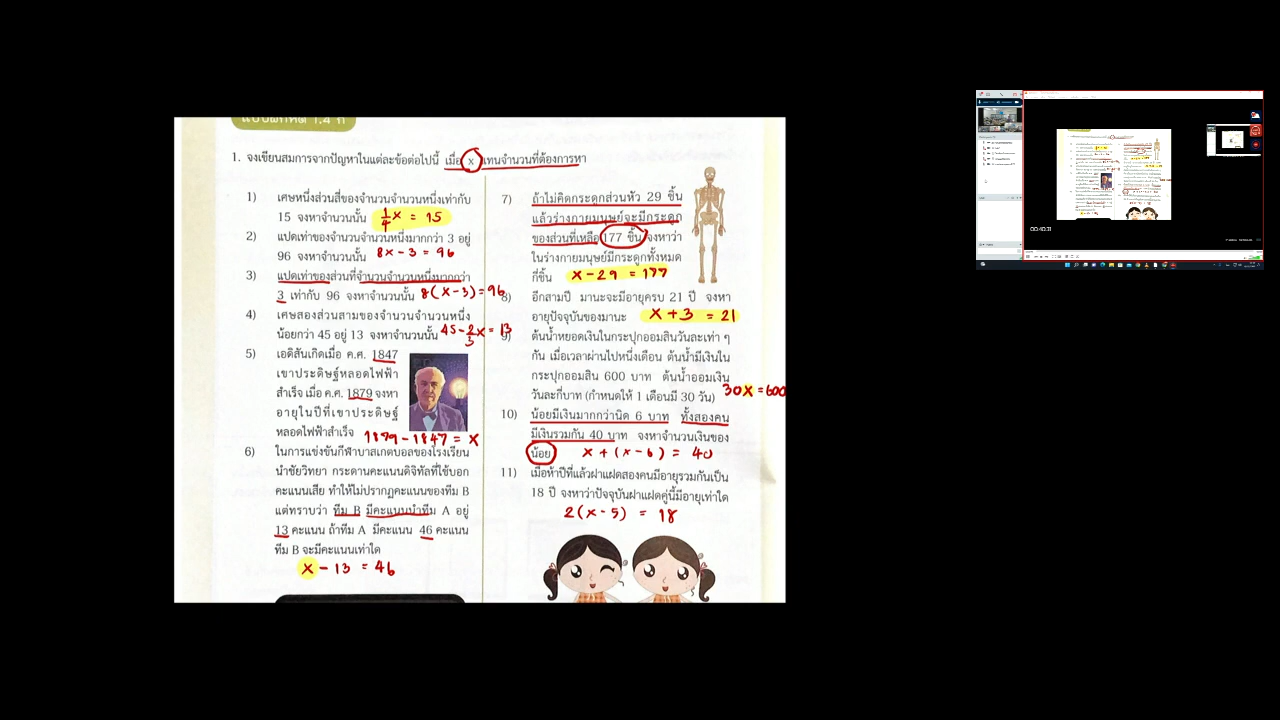 แบบฝึกหัด 1.4 ก
1. จงเขียนสมการจากปัญหาในแต่ละข้อต่อไปนี้ เมื่อ x แทนจำนวนที่ต้องการหา
1) เศษหนึ่งส่วนสี่ของจำนวนจำนวนหนึ่งเท่ากับ
15 จงหาจำนวนนั้น 1/4 x = 15
2) แปดเท่าของจำนวนจำนวนหนึ่งมากกว่า 3 อยู่
96 จงหาจำนวนนั้น 8x - 3 = 96
3) แปดเท่าของส่วนที่จำนวนจำนวนหนึ่งมากกว่า
3 เท่ากับ 96 จงหาจำนวนนั้น 8(x - 3) = 96
4) เศษสองส่วนสามของจำนวนจำนวนหนึ่ง
น้อยกว่า 45 อยู่ 13 จงหาจำนวนนั้น 45 - 2/3 x = 13
5) เอดิสันเกิดเมื่อ ค.ศ. 1847
เขาประดิษฐ์หลอดไฟฟ้า
สำเร็จ เมื่อ ค.ศ. 1879 จงหา
อายุในปีที่เขาประดิษฐ์
หลอดไฟฟ้าสำเร็จ 1879 - 1847 = x
6) ในการแข่งขันกีฬาบาสเกตบอลของโรงเรียน
นำชัยวิทยา กระดานคะแนนดิจิทัลที่ใช้บอก
คะแนนเสีย ทำให้ไม่ปรากฏคะแนนของทีม B
แต่ทราบว่า ทีม B มีคะแนนนำทีม A อยู่
13 คะแนน ถ้าทีม A มีคะแนน 46 คะแนน
ทีม B จะมีคะแนนเท่าใด
x - 13 = 46
7) ถ้าไม่คิดกระดูกส่วนหัว 29 ชิ้น
แล้วร่างกายมนุษย์จะมีกระดูก
ของส่วนที่เหลือ 177 ชิ้น จงหาว่า
ในร่างกายมนุษย์มีกระดูกทั้งหมด
กี่ชิ้น x - 29 = 177
8) อีกสามปี มานะจะมีอายุครบ 21 ปี จงหา
อายุปัจจุบันของมานะ x + 3 = 21
9) ต้นน้ำหยอดเงินในกระปุกออมสินวันละเท่า ๆ
กัน เมื่อเวลาผ่านไปหนึ่งเดือน ต้นน้ำมีเงินใน
กระปุกออมสิน 600 บาท ต้นน้ำออมเงิน
วันละกี่บาท (กำหนดให้ 1 เดือนมี 30 วัน) 30x = 600
10) น้อยมีเงินมากกว่านิด 6 บาท ทั้งสองคน
มีเงินรวมกัน 40 บาท จงหาจำนวนเงินของ
น้อย x + (x - 6) = 40
11) เมื่อห้าปีที่แล้วฝาแฝดสองคนมีอายุรวมกันเป็น
18 ปี จงหาว่าปัจจุบันฝาแฝดคู่นี้มีอายุเท่าใด
2(x - 5) = 18
00:40:31